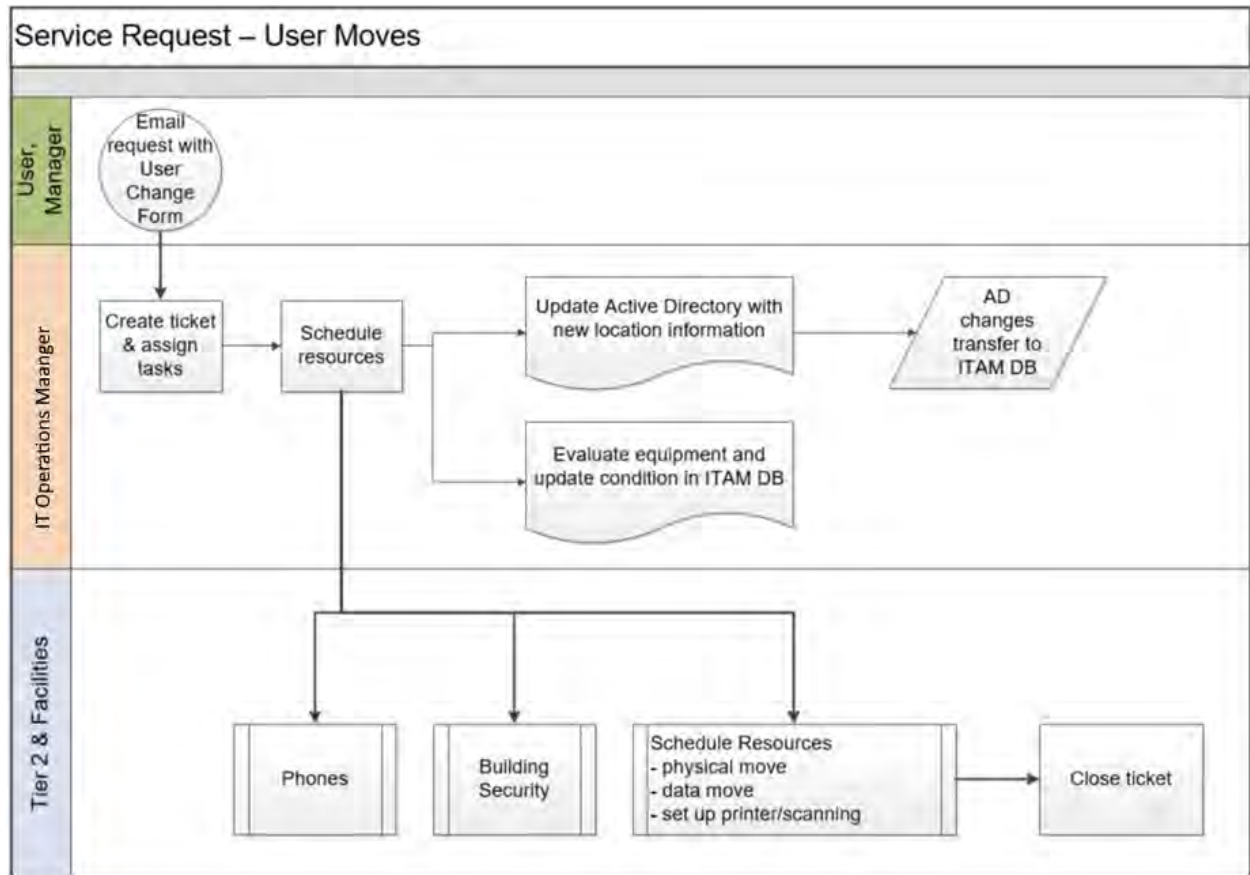 Service Request – User Moves
User,
Manager
Email
request with
User
Change
Form
IT Operations Maanger
Create ticket
& assign
tasks
Schedule
resources
Update Active Directory with
new location information
AD
changes
transfer to
ITAM DB
Evaluate equipment and
update condition in ITAM DB
Tier 2 & Facilities
Phones
Building
Security
Schedule Resources
- physical move
- data move
- set up printer/scanning
Close ticket